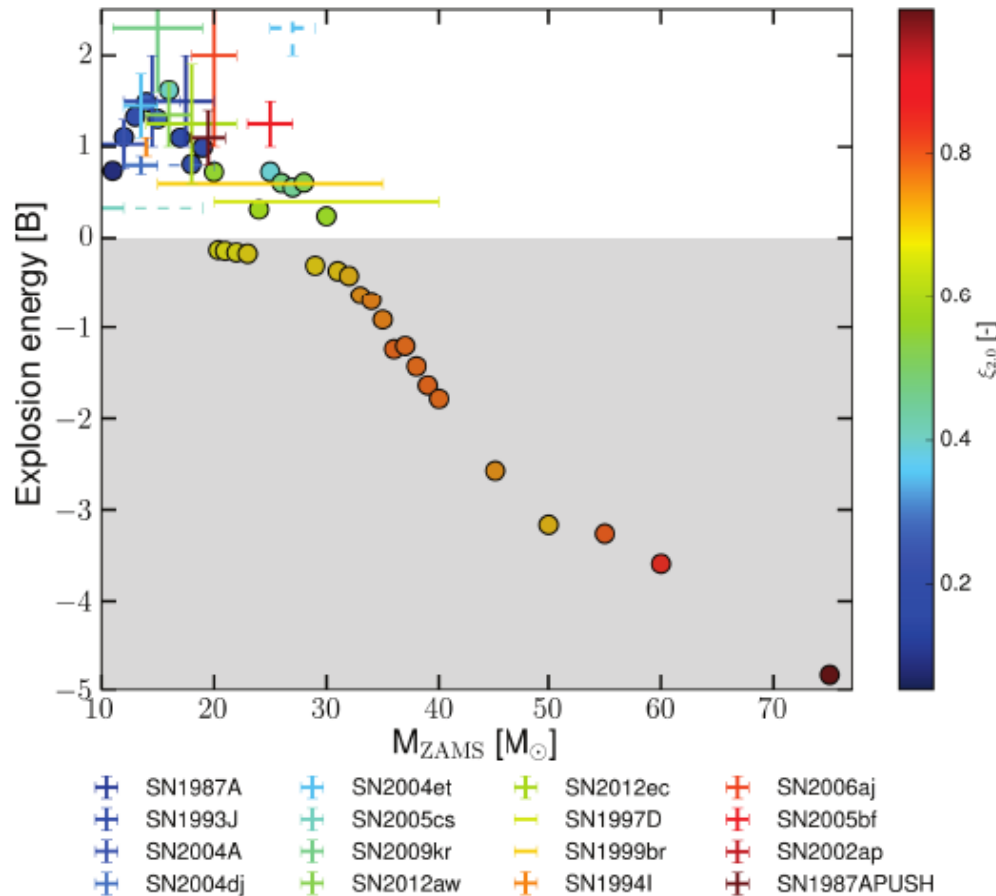 2
1
0
−1
−2
−3
−4
−5
Explosion energy [B]
10 20 30 40 50 60 70
M_ZAMS [M_⊙]
0.8
0.6
0.4
0.2
ξ_2.0 [-]
SN1987A SN2004et SN2012ec SN2006aj
SN1993J SN2005cs SN1997D SN2005bf
SN2004A SN2009kr SN1999br SN2002ap
SN2004dj SN2012aw SN1994I SN1987APUSH